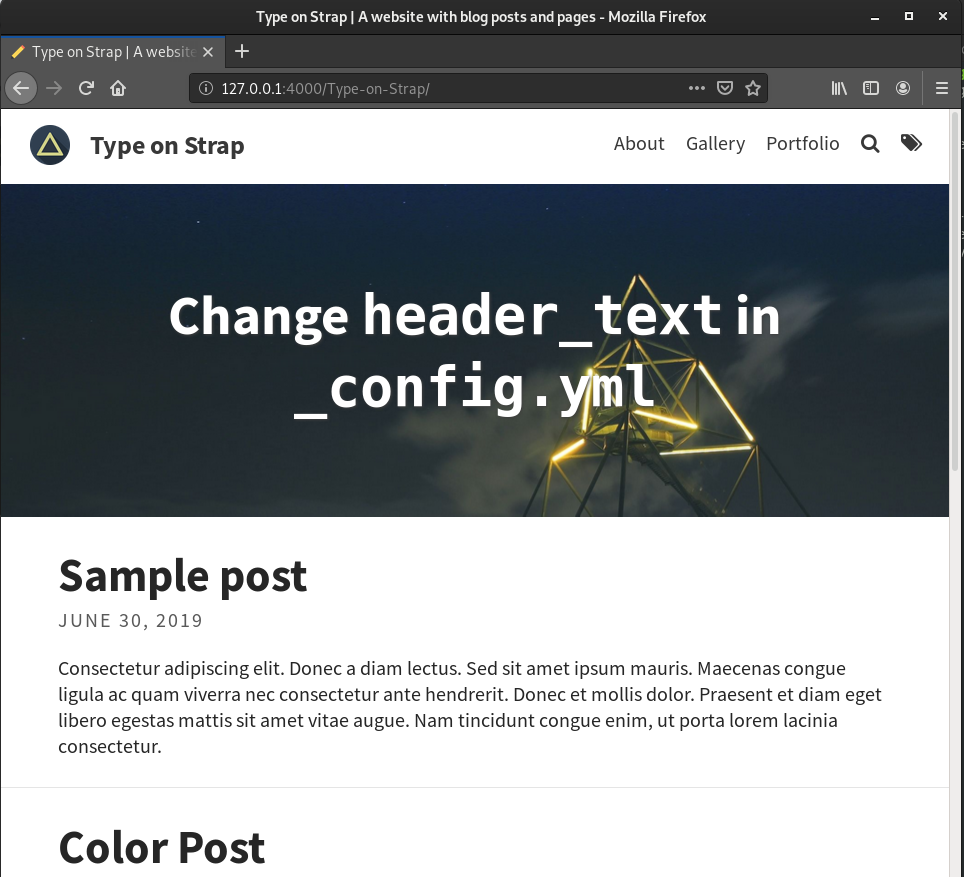 Type on Strap | A website with blog posts and pages - Mozilla Firefox
Type on Strap | A website
127.0.0.1:4000/Type-on-Strap/
Type on Strap
About Gallery Portfolio
Change header_text in
_config.yml
Sample post
JUNE 30, 2019
Consectetur adipiscing elit. Donec a diam lectus. Sed sit amet ipsum mauris. Maecenas congue
ligula ac quam viverra nec consectetur ante hendrerit. Donec et mollis dolor. Praesent et diam eget
libero egestas mattis sit amet vitae augue. Nam tincidunt congue enim, ut porta lorem lacinia
consectetur.
Color Post